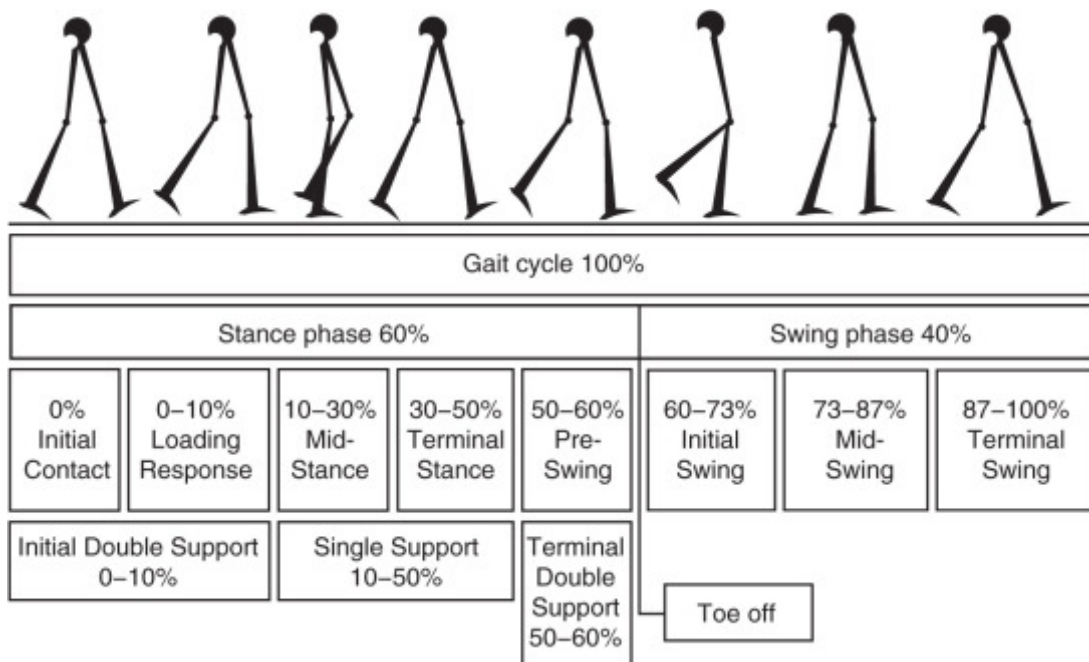 Gait cycle 100%
Stance phase 60%
Swing phase 40%
0%
Initial
Contact
0–10%
Loading
Response
10–30%
Mid-
Stance
30–50%
Terminal
Stance
50–60%
Pre-
Swing
60–73%
Initial
Swing
73–87%
Mid-
Swing
87–100%
Terminal
Swing
Initial Double Support
0–10%
Single Support
10–50%
Terminal
Double
Support
50–60%
Toe off